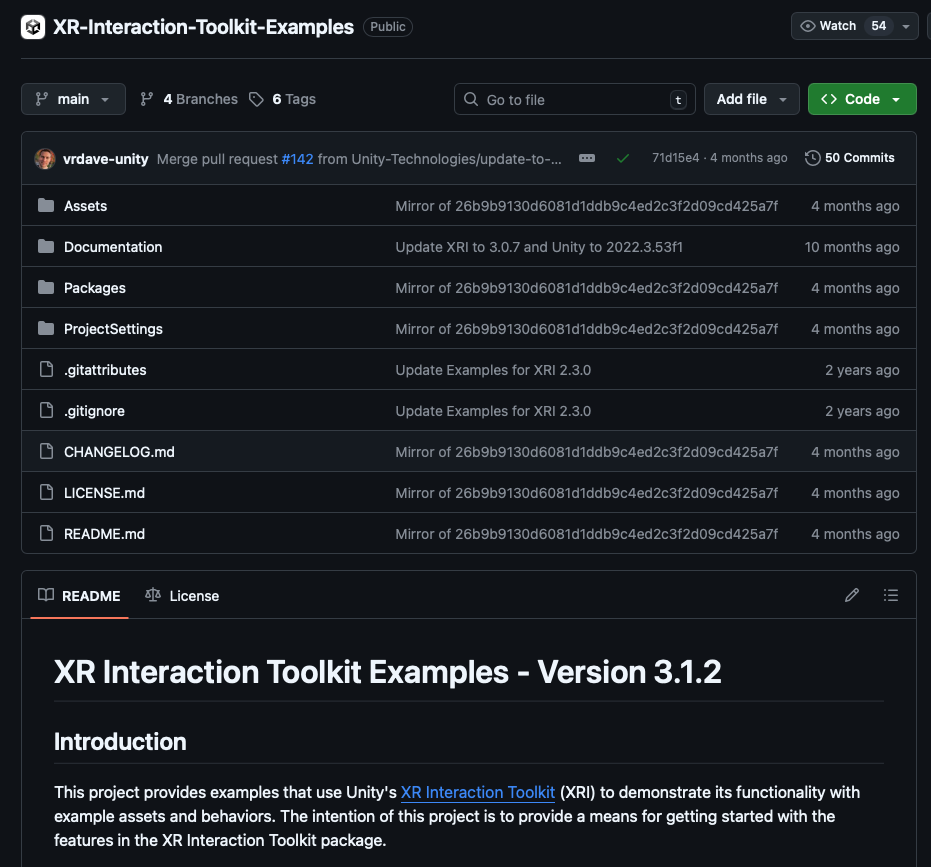 XR-Interaction-Toolkit-Examples Public Watch 54
main 4 Branches 6 Tags Go to file t Add file Code
vrdave-unity Merge pull request #142 from Unity-Technologies/update-to-... 71d15e4 · 4 months ago 50 Commits
Assets Mirror of 26b9b9130d6081d1ddb9c4ed2c3f2d09cd425a7f 4 months ago
Documentation Update XRI to 3.0.7 and Unity to 2022.3.53f1 10 months ago
Packages Mirror of 26b9b9130d6081d1ddb9c4ed2c3f2d09cd425a7f 4 months ago
ProjectSettings Mirror of 26b9b9130d6081d1ddb9c4ed2c3f2d09cd425a7f 4 months ago
.gitattributes Update Examples for XRI 2.3.0 2 years ago
.gitignore Update Examples for XRI 2.3.0 2 years ago
CHANGELOG.md Mirror of 26b9b9130d6081d1ddb9c4ed2c3f2d09cd425a7f 4 months ago
LICENSE.md Mirror of 26b9b9130d6081d1ddb9c4ed2c3f2d09cd425a7f 4 months ago
README.md Mirror of 26b9b9130d6081d1ddb9c4ed2c3f2d09cd425a7f 4 months ago
README License
XR Interaction Toolkit Examples - Version 3.1.2
Introduction
This project provides examples that use Unity's XR Interaction Toolkit (XRI) to demonstrate its functionality with
example assets and behaviors. The intention of this project is to provide a means for getting started with the
features in the XR Interaction Toolkit package.